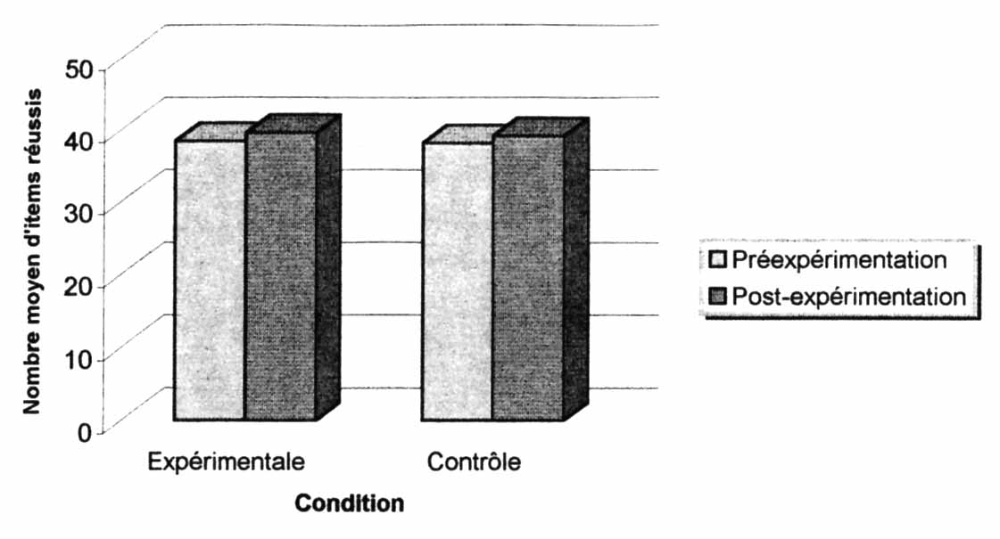 Nombre moyen d'items réussis
50
40
30
20
10
0
Expérimentale
Contrôle
Condition
Préexpérimentation
Post-expérimentation